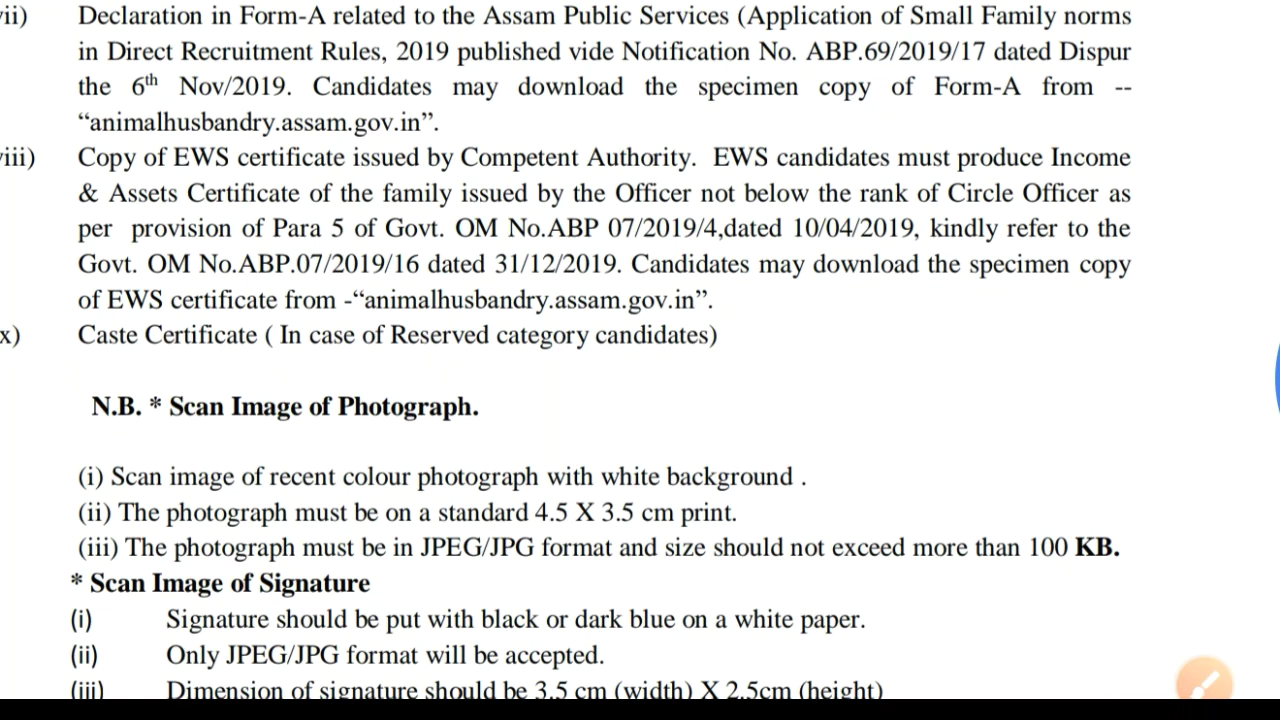 vii) Declaration in Form-A related to the Assam Public Services (Application of Small Family norms
in Direct Recruitment Rules, 2019 published vide Notification No. ABP.69/2019/17 dated Dispur
the 6th Nov/2019. Candidates may download the specimen copy of Form-A from --
“animalhusbandry.assam.gov.in”.
viii) Copy of EWS certificate issued by Competent Authority. EWS candidates must produce Income
& Assets Certificate of the family issued by the Officer not below the rank of Circle Officer as
per provision of Para 5 of Govt. OM No.ABP 07/2019/4,dated 10/04/2019, kindly refer to the
Govt. OM No.ABP.07/2019/16 dated 31/12/2019. Candidates may download the specimen copy
of EWS certificate from -“animalhusbandry.assam.gov.in”.
x) Caste Certificate ( In case of Reserved category candidates)
N.B. * Scan Image of Photograph.
(i) Scan image of recent colour photograph with white background .
(ii) The photograph must be on a standard 4.5 X 3.5 cm print.
(iii) The photograph must be in JPEG/JPG format and size should not exceed more than 100 KB.
* Scan Image of Signature
(i) Signature should be put with black or dark blue on a white paper.
(ii) Only JPEG/JPG format will be accepted.
(iii) Dimension of signature should be 3.5 cm (width) X 2.5cm (height)